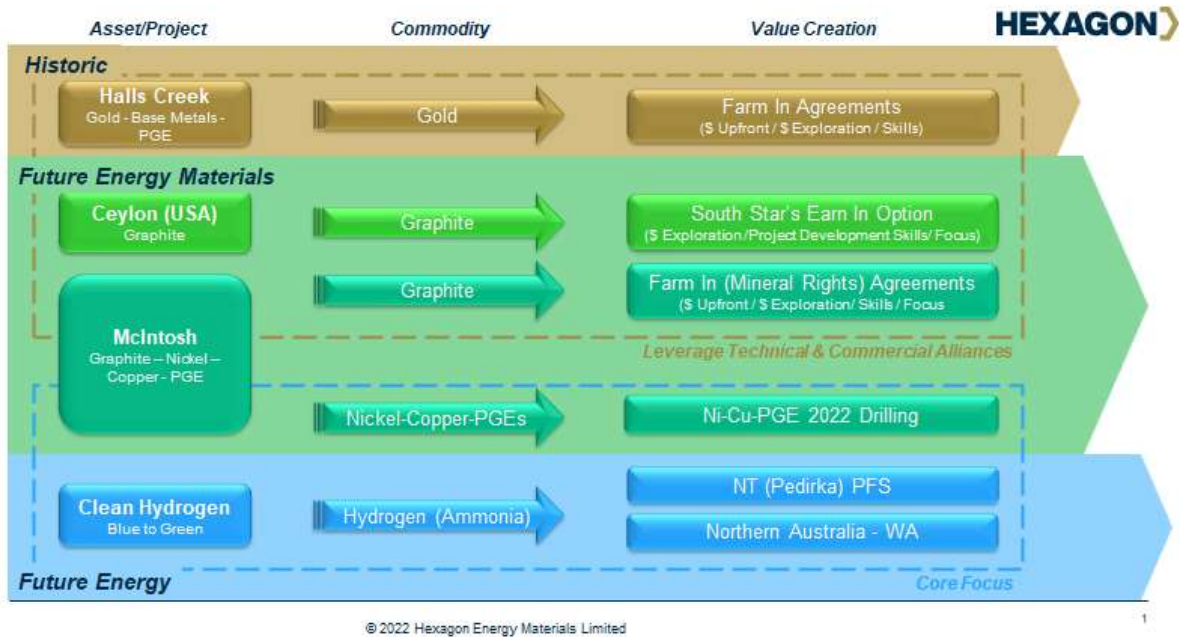 Asset/Project Commodity Value Creation HEXAGON
Historic
Halls Creek
Gold - Base Metals -
PGE
Gold
Farm In Agreements
($ Upfront / $ Exploration / Skills)
Future Energy Materials
Ceylon (USA)
Graphite
Graphite
South Star's Earn In Option
($ Exploration/Project Development Skills/ Focus)
McIntosh
Graphite – Nickel –
Copper - PGE
Graphite
Farm In (Mineral Rights) Agreements
($ Upfront / $ Exploration/ Skills / Focus
Leverage Technical & Commercial Alliances
Nickel-Copper-PGEs
Ni-Cu-PGE 2022 Drilling
Clean Hydrogen
Blue to Green
Hydrogen (Ammonia)
NT (Pedirka) PFS
Northern Australia - WA
Future Energy
Core Focus
© 2022 Hexagon Energy Materials Limited
1